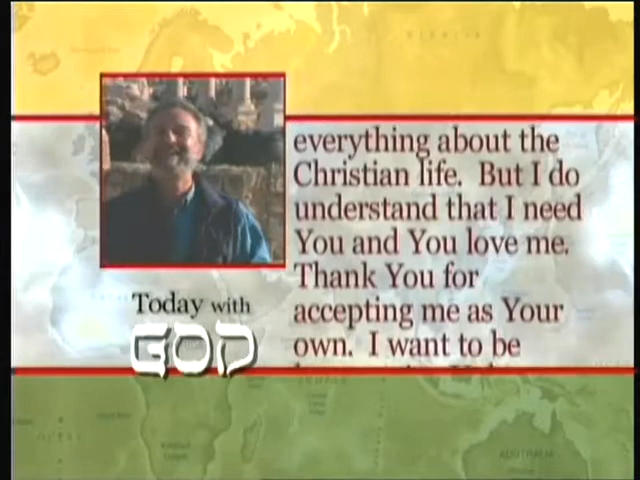 everything about the
Christian life. But I do
understand that I need
You and You love me.
Thank You for
accepting me as Your
own. I want to be
Today with
GOD
AUSTRALIA